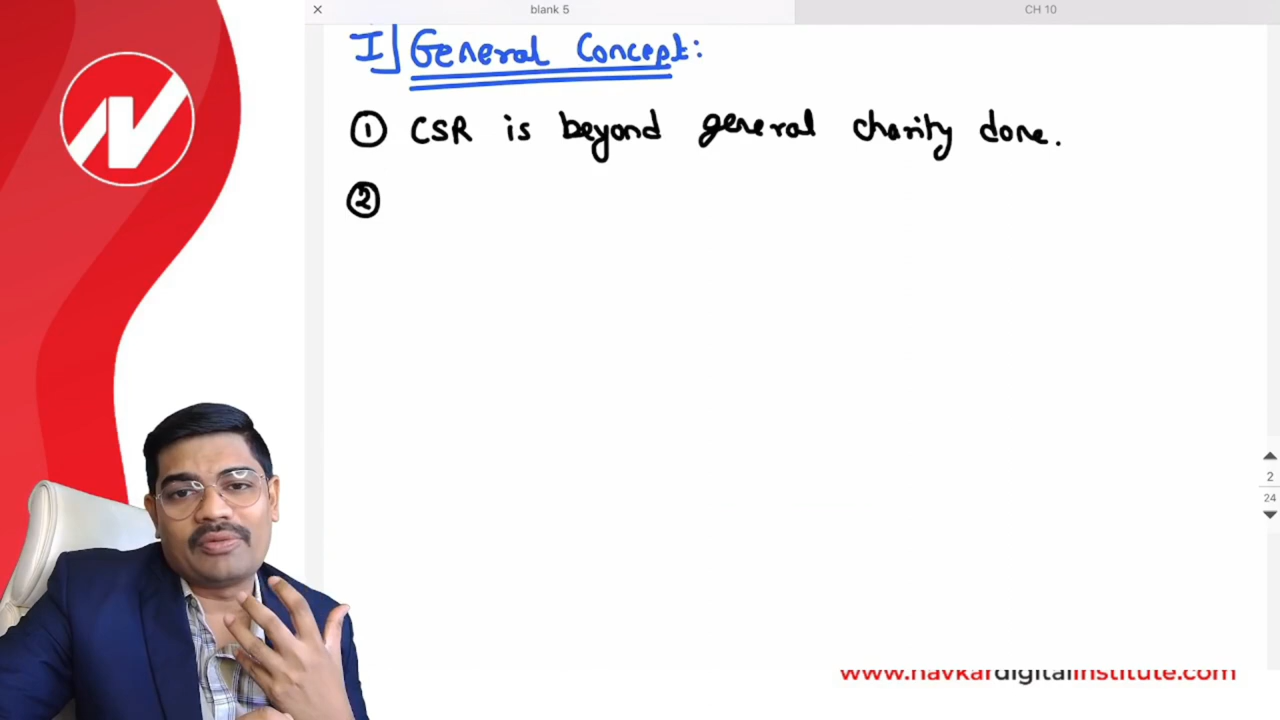 blank 5
CH 10
I] General Concept:
① CSR is beyond general charity done.
②
2
24
www.navkardigitalinstitute.com